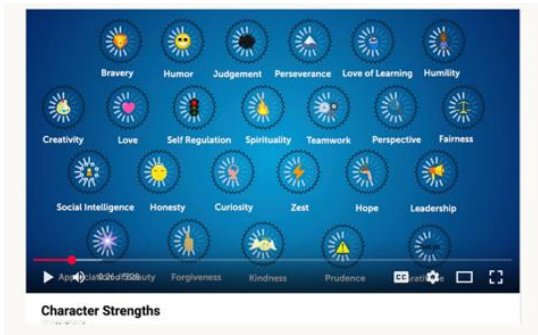 Bravery Humor Judgement Perseverance Love of Learning Humility
Creativity Love Self Regulation Spirituality Teamwork Perspective Fairness
Social Intelligence Honesty Curiosity Zest Hope Leadership
Beauty Forgiveness Kindness Prudence
CC
Character Strengths